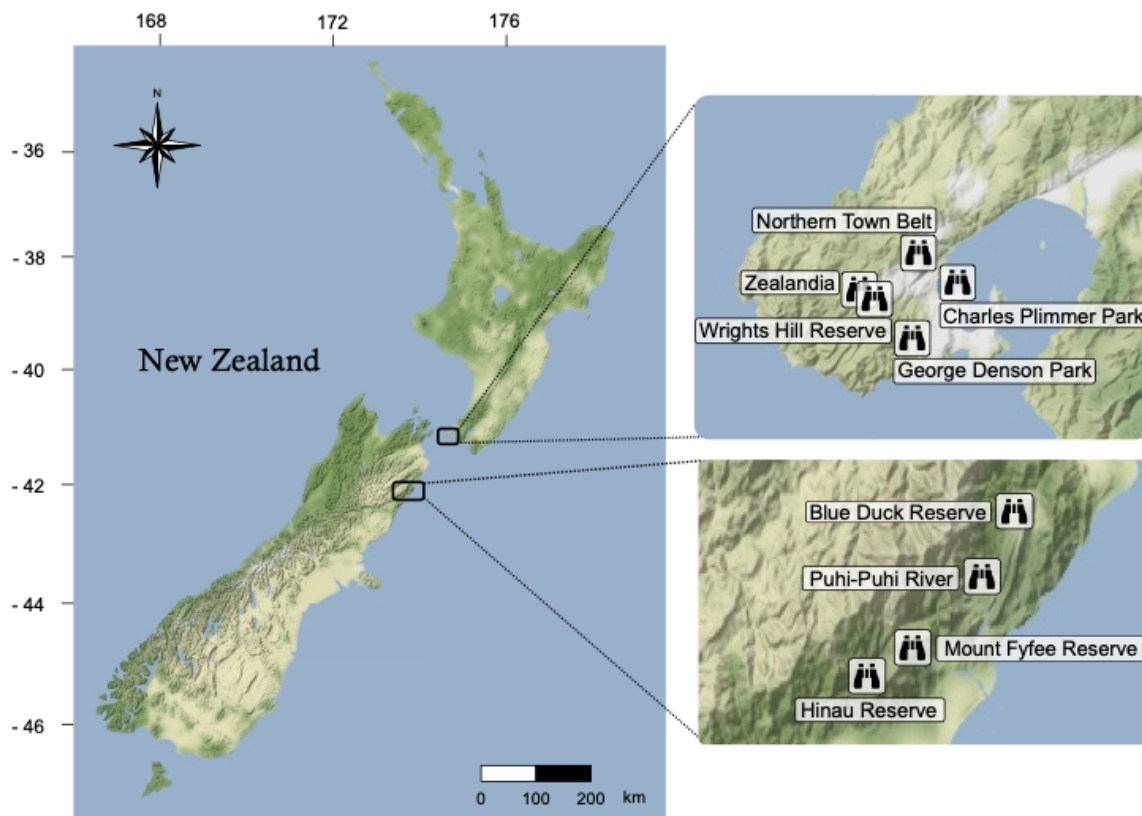 168
172
176
N
- 36
- 38
- 40
- 42
- 44
- 46
New Zealand
0
100
200
km
Northern Town Belt
Zealandia
Charles Plimmer Park
Wrights Hill Reserve
George Denson Park
Blue Duck Reserve
Puhi-Puhi River
Mount Fyfee Reserve
Hinau Reserve